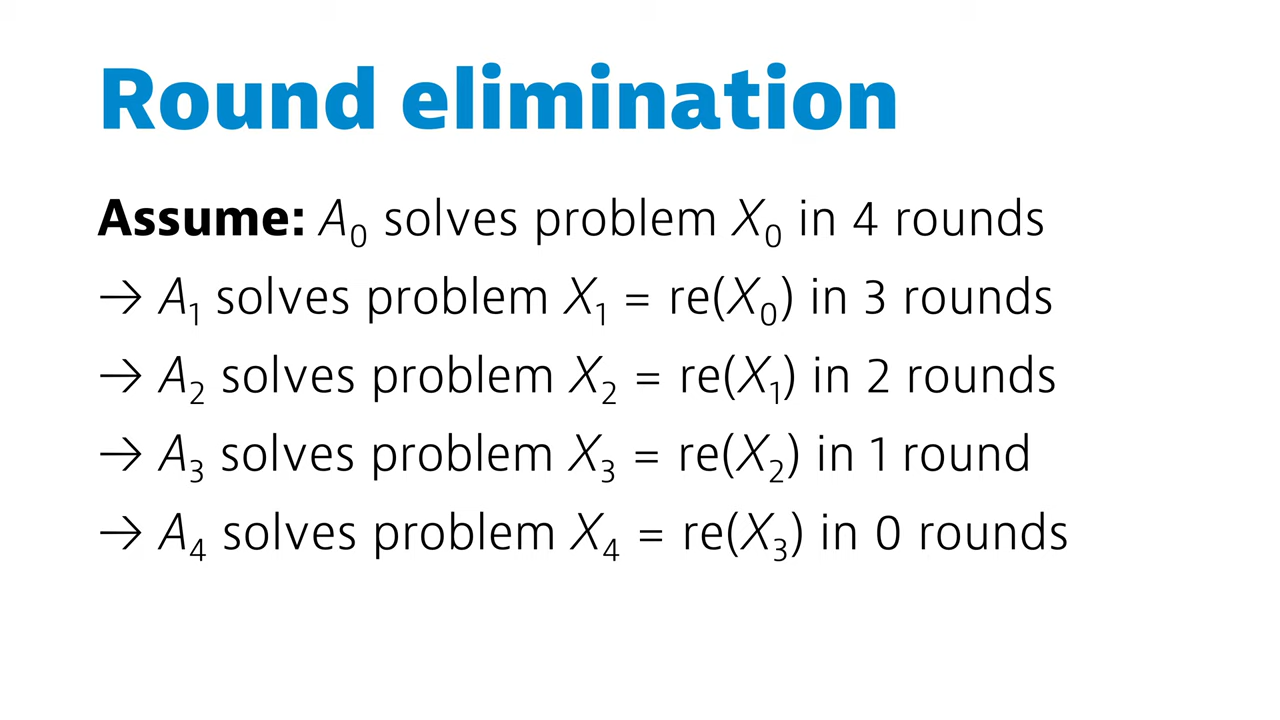 Round elimination
Assume: A₀ solves problem X₀ in 4 rounds
→ A₁ solves problem X₁ = re(X₀) in 3 rounds
→ A₂ solves problem X₂ = re(X₁) in 2 rounds
→ A₃ solves problem X₃ = re(X₂) in 1 round
→ A₄ solves problem X₄ = re(X₃) in 0 rounds